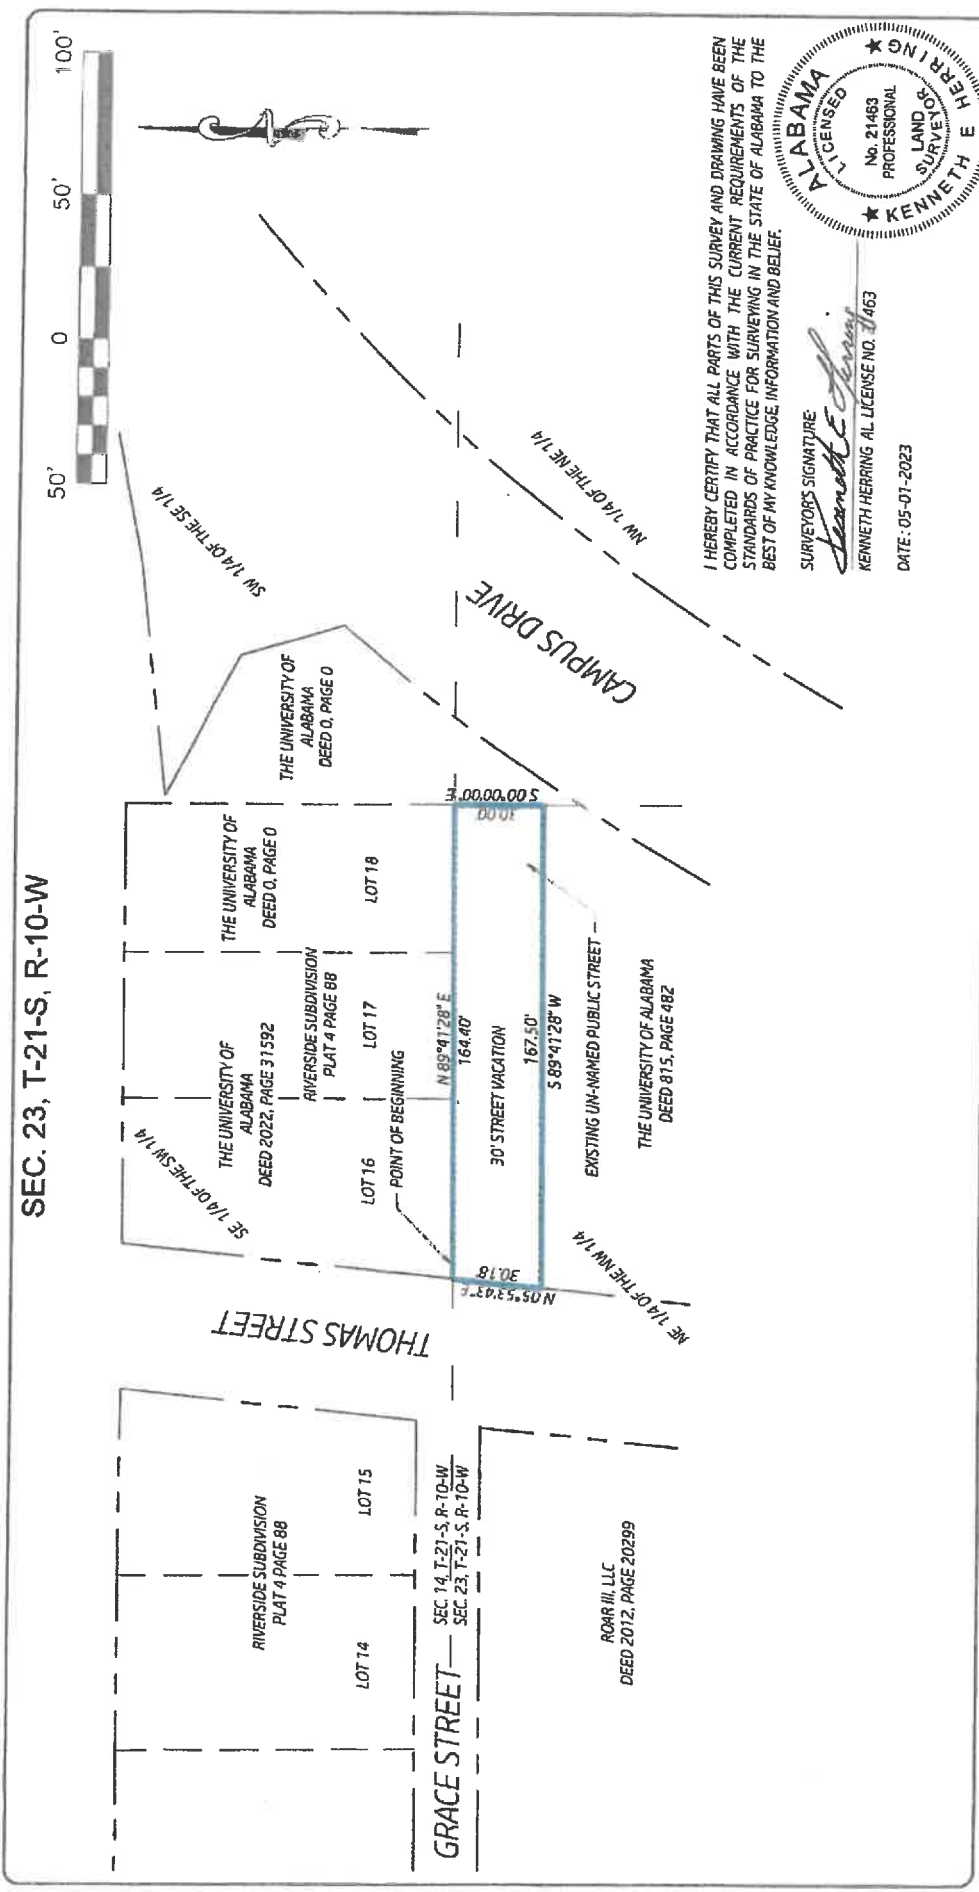 SEC. 23, T-21-S, R-10-W
50'
0
50'
100'
SW 1/4 OF THE SE 1/4
RIVERSIDE SUBDIVISION
PLAT 4 PAGE 88
LOT 14
LOT 15
THOMAS STREET
SE 1/4 OF THE SW 1/4
THE UNIVERSITY OF
ALABAMA
DEED 2022, PAGE 31592
RIVERSIDE SUBDIVISION
PLAT 4 PAGE 88
LOT 16
LOT 17
THE UNIVERSITY OF
ALABAMA
DEED 0, PAGE 0
LOT 18
THE UNIVERSITY OF
ALABAMA
DEED 0, PAGE 0
POINT OF BEGINNING
GRACE STREET
SEC. 14, T-21-S, R-10-W
SEC. 23, T-21-S, R-10-W
N 89°41'28" E
164.40'
30' STREET VACATION
167.50'
S 89°41'28" W
N 05°53'43" E
30.18
S 00°00'00" E
30.00
CAMPUS DRIVE
NW 1/4 OF THE NE 1/4
EXISTING UN-NAMED PUBLIC STREET
NE 1/4 OF THE NW 1/4
THE UNIVERSITY OF ALABAMA
DEED 815, PAGE 482
ROAR III, LLC
DEED 2012, PAGE 20299
I HEREBY CERTIFY THAT ALL PARTS OF THIS SURVEY AND DRAWING HAVE BEEN
COMPLETED IN ACCORDANCE WITH THE CURRENT REQUIREMENTS OF THE
STANDARDS OF PRACTICE FOR SURVEYING IN THE STATE OF ALABAMA TO THE
BEST OF MY KNOWLEDGE, INFORMATION AND BELIEF.
SURVEYOR'S SIGNATURE:
Kenneth E Herring
KENNETH HERRING AL LICENSE NO. 21463
DATE: 05-01-2023
ALABAMA
LICENSED
No. 21463
PROFESSIONAL
LAND
SURVEYOR
KENNETH E HERRING